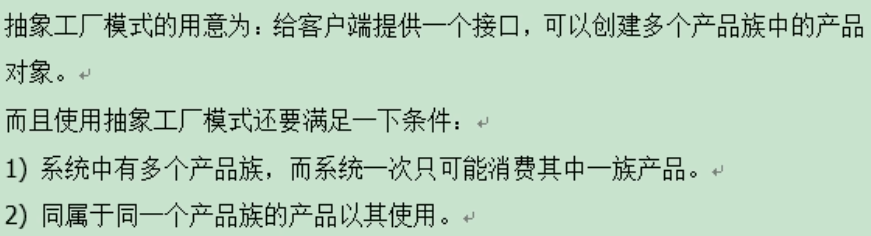 抽象工厂模式的用意为：给客户端提供一个接口，可以创建多个产品族中的产品
对象。
而且使用抽象工厂模式还要满足一下条件：
1) 系统中有多个产品族，而系统一次只可能消费其中一族产品。
2) 同属于同一个产品族的产品以其使用。